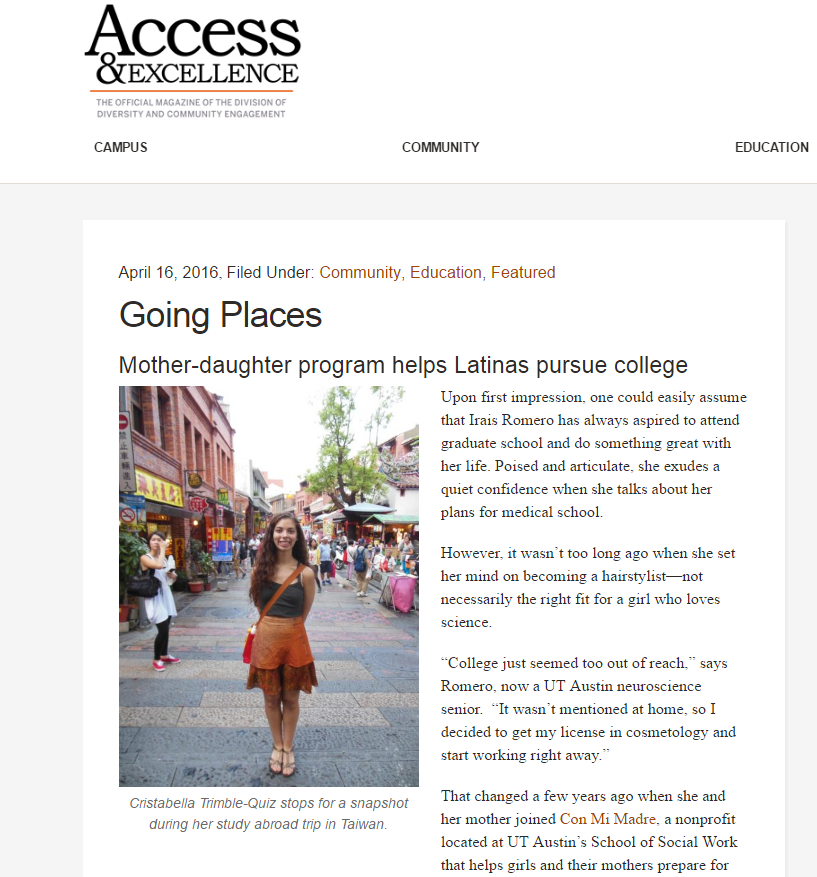 Access
&EXCELLENCE
THE OFFICIAL MAGAZINE OF THE DIVISION OF
DIVERSITY AND COMMUNITY ENGAGEMENT
CAMPUS COMMUNITY EDUCATION
April 16, 2016, Filed Under: Community, Education, Featured
Going Places
Mother-daughter program helps Latinas pursue college
Upon first impression, one could easily assume
that Irais Romero has always aspired to attend
graduate school and do something great with
her life. Poised and articulate, she exudes a
quiet confidence when she talks about her
plans for medical school.
However, it wasn’t too long ago when she set
her mind on becoming a hairstylist—not
necessarily the right fit for a girl who loves
science.
“College just seemed too out of reach,” says
Romero, now a UT Austin neuroscience
senior.  “It wasn’t mentioned at home, so I
decided to get my license in cosmetology and
start working right away.”
That changed a few years ago when she and
her mother joined Con Mi Madre, a nonprofit
located at UT Austin’s School of Social Work
that helps girls and their mothers prepare for
Cristabella Trimble-Quiz stops for a snapshot
during her study abroad trip in Taiwan.